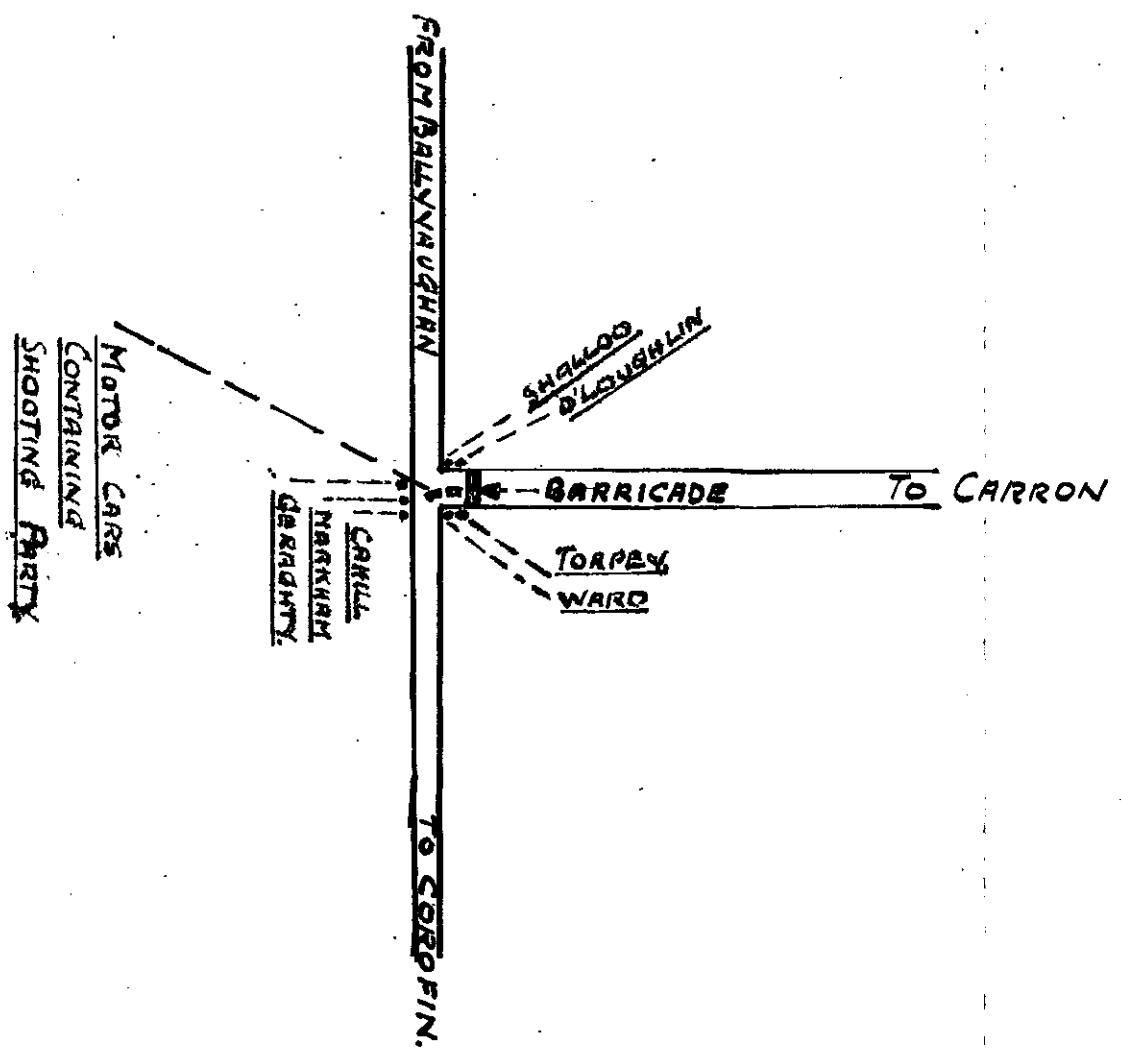 FROM BALLYVAUGHAN
SHALLOO
O'LOUGHLIN
BARRICADE
TO CARRON
TORPEY
WARD
CAHILL
MARKHAM
GERAGHTY.
MOTOR CARS
CONTAINING
SHOOTING PARTY
TO COROFIN.